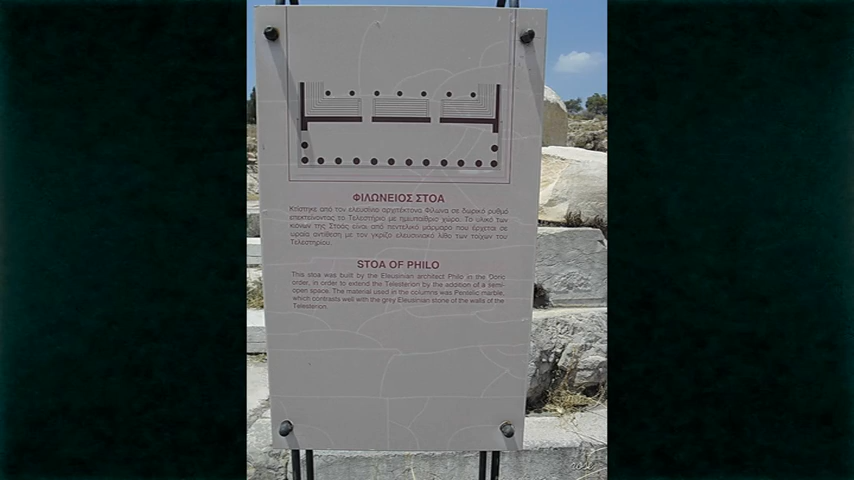 ΦΙΛΩΝΕΙΟΣ ΣΤΟΑ
Κτίστηκε από τον ελευσίνιο αρχιτέκτονα Φίλωνα σε δωρικό ρυθμό
επεκτείνοντας το Τελεστήριο με ημιυπαίθριο χώρο. Το υλικό των
κιόνων της Στοάς είναι από πεντελικό μάρμαρο που έρχεται σε
ωραία αντίθεση με τον γκρίζο ελευσινιακό λίθο των τοίχων του
Τελεστηρίου.
STOA OF PHILO
This stoa was built by the Eleusinian architect Philo in the Doric
order, in order to extend the Telesterion by the addition of a semi-
open space. The material used in the columns was Pentelic marble,
which contrasts well with the grey Eleusinian stone of the walls of the
Telesterion.